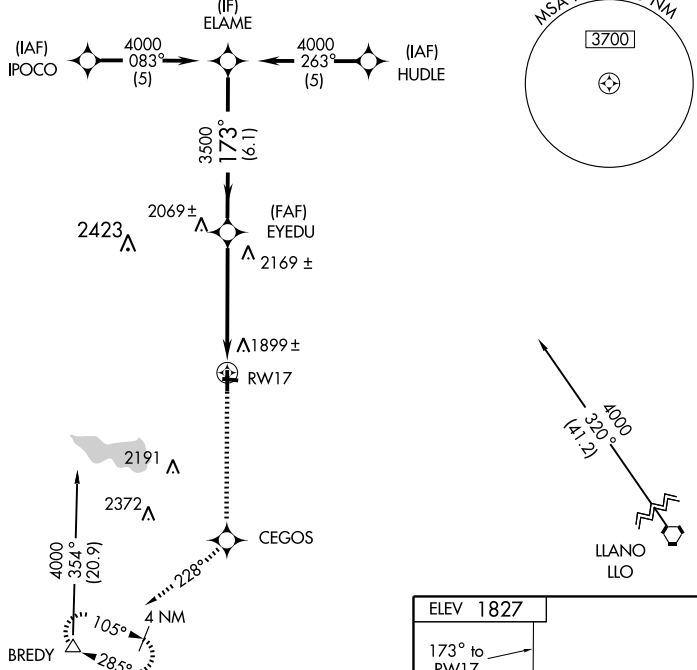 (IF)
ELAME
(IAF)
IPOCO
4000
083°
(5)
4000
263°
(5)
(IAF)
HUDLE
MSA
NM
3700
3500
173°
(6.1)
2069±
(FAF)
EYEDU
2423
2169 ±
1899±
RW17
4000
320°
(41.2)
2191
2372
CEGOS
LLANO
LLO
4000
354°
(20.9)
228°
4 NM
105°
285°
BREDY
ELEV 1827
173° to
RW17